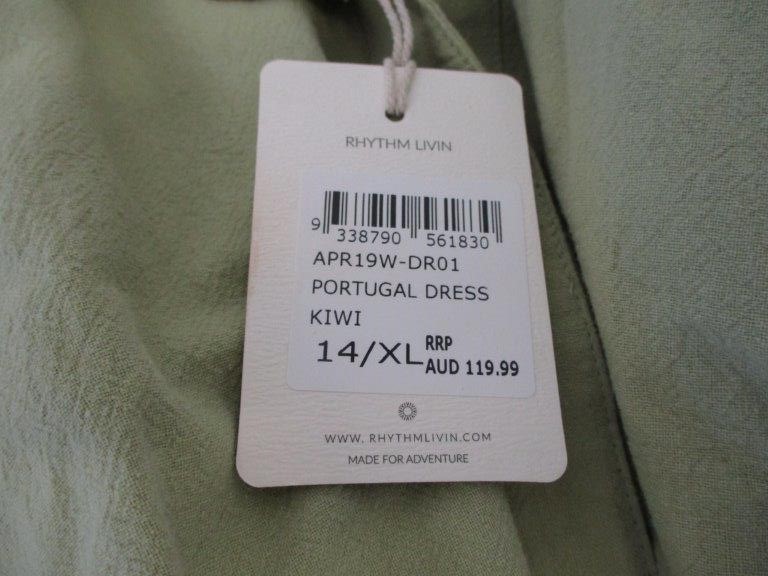 RHYTHM LIVIN
9 338790 561830
APR19W-DR01
PORTUGAL DRESS
KIWI
14/XL RRP
AUD 119.99
WWW. RHYTHMLIVIN.COM
MADE FOR ADVENTURE